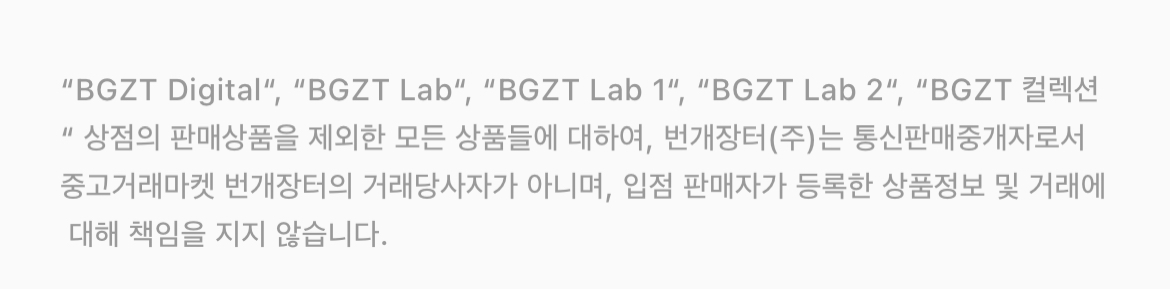 “BGZT Digital“, “BGZT Lab“, “BGZT Lab 1“, “BGZT Lab 2“, “BGZT 컬렉션
“ 상점의 판매상품을 제외한 모든 상품들에 대하여, 번개장터(주)는 통신판매중개자로서
중고거래마켓 번개장터의 거래당사자가 아니며, 입점 판매자가 등록한 상품정보 및 거래에
대해 책임을 지지 않습니다.